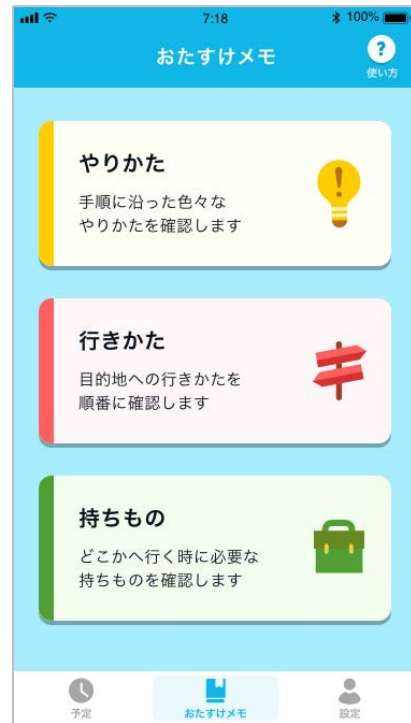 7:18
100%
おたすけメモ
?
使い方
やりかた
手順に沿った色々な
やりかたを確認します
行きかた
目的地への行きかたを
順番に確認します
持ちもの
どこかへ行く時に必要な
持ちものを確認します
予定
おたすけメモ
設定